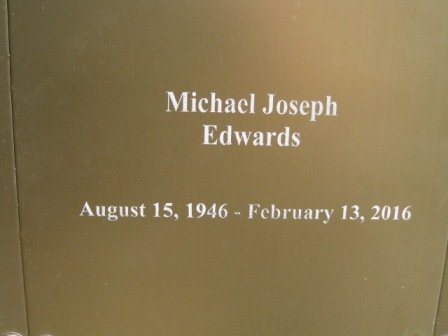 Michael Joseph
Edwards
August 15, 1946 - February 13, 2016